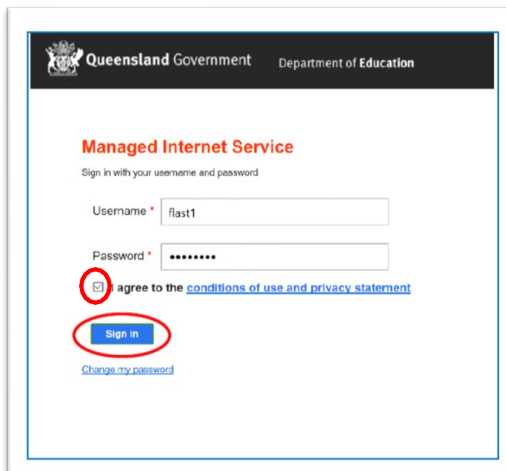 Queensland Government Department of Education
Managed Internet Service
Sign in with your username and password
Username * flast1
Password * ••••••••
I agree to the conditions of use and privacy statement
Sign in
Change my password